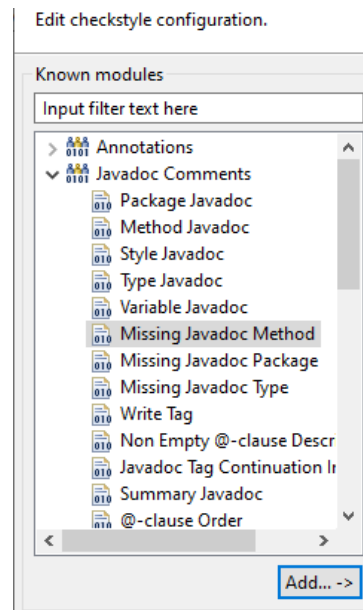 Edit checkstyle configuration.
Known modules
Input filter text here
Annotations
Javadoc Comments
Package Javadoc
Method Javadoc
Style Javadoc
Type Javadoc
Variable Javadoc
Missing Javadoc Method
Missing Javadoc Package
Missing Javadoc Type
Write Tag
Non Empty @-clause Descr
Javadoc Tag Continuation
Summary Javadoc
@-clause Order
Add... ->